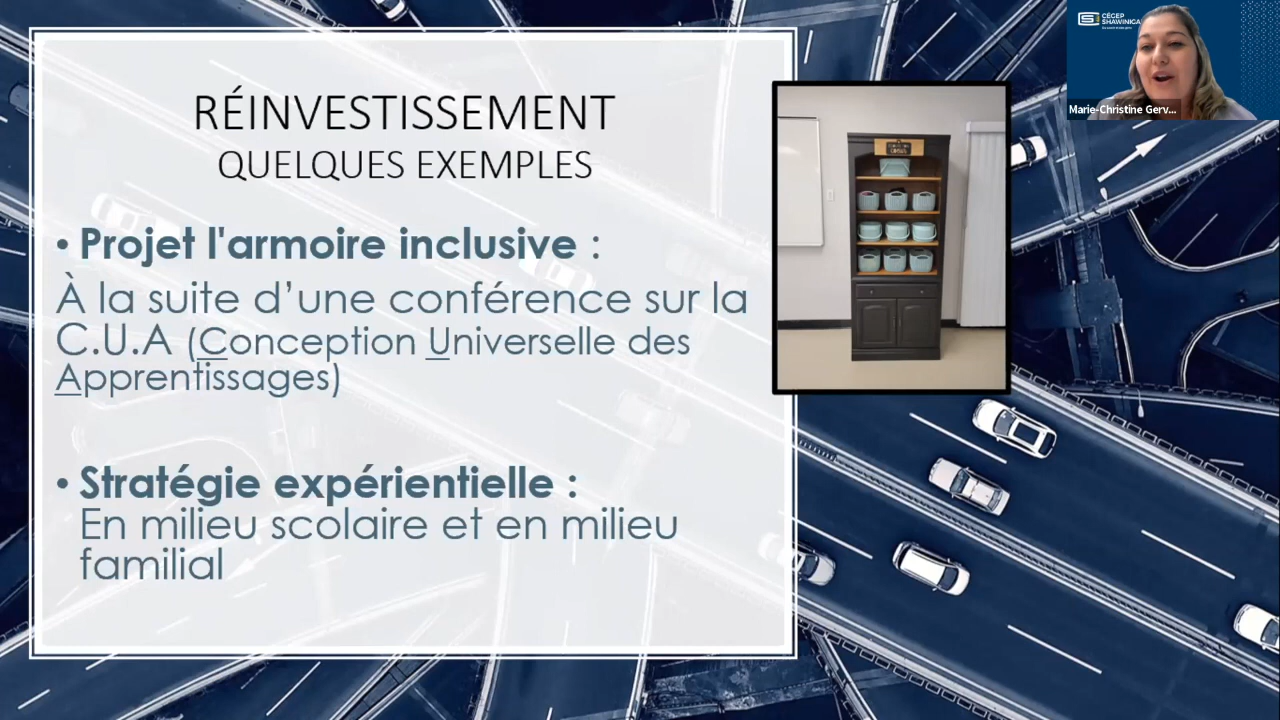 RÉINVESTISSEMENT
QUELQUES EXEMPLES
• Projet l'armoire inclusive :
À la suite d’une conférence sur la
C.U.A (Conception Universelle des
Apprentissages)
• Stratégie expérientielle :
En milieu scolaire et en milieu
familial
CÉGEP
SHAWINIGA
Marie-Christine Gerv...